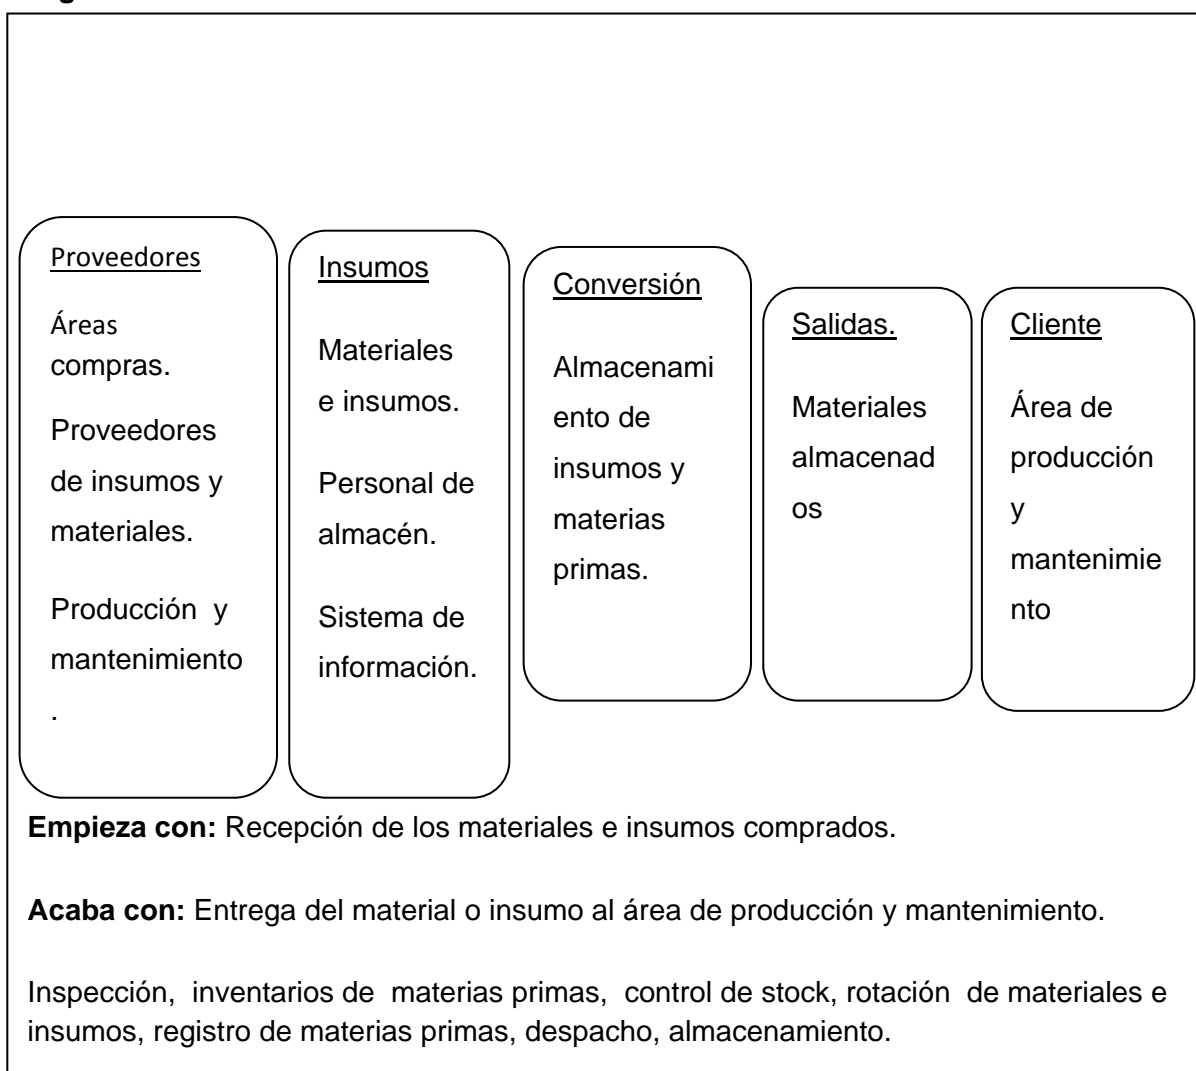 Proveedores
Áreas
compras.
Proveedores
de insumos y
materiales.
Producción y
mantenimiento
.
Insumos
Materiales
e insumos.
Personal de
almacén.
Sistema de
información.
Conversión
Almacenami
ento de
insumos y
materias
primas.
Salidas.
Materiales
almacenad
os
Cliente
Área de
producción
y
mantenimie
nto
Empieza con: Recepción de los materiales e insumos comprados.
Acaba con: Entrega del material o insumo al área de producción y mantenimiento.
Inspección, inventarios de materias primas, control de stock, rotación de materiales e
insumos, registro de materias primas, despacho, almacenamiento.